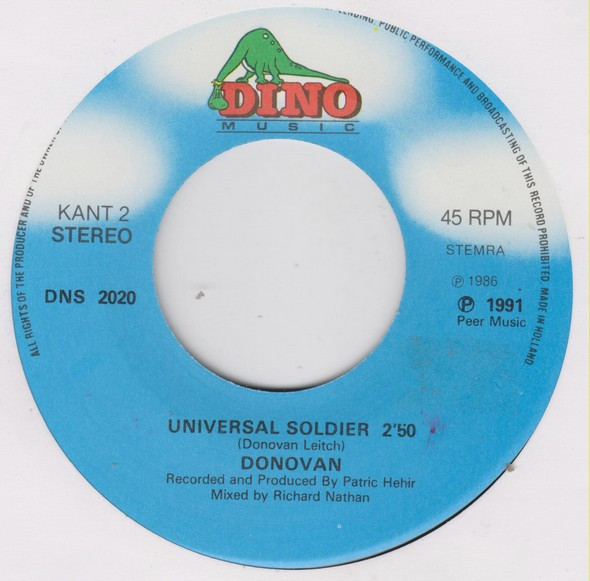 ALL RIGHTS OF THE PRODUCER AND OF THE OWNER
LENDING, PUBLIC PERFORMANCE AND BROADCASTING OF THIS RECORD PROHIBITED. MADE IN HOLLAND
DINO
MUSIC
KANT 2
STEREO
DNS 2020
45 RPM
STEMRA
℗ 1986
℗ 1991
Peer Music
UNIVERSAL SOLDIER 2'50
(Donovan Leitch)
DONOVAN
Recorded and Produced By Patric Hehir
Mixed by Richard Nathan